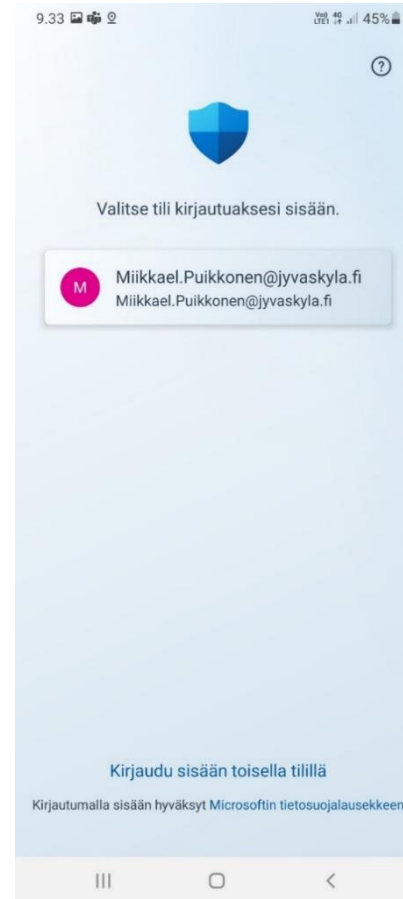 9.33 45%
Valitse tili kirjautuaksesi sisään.
M
Miikkael.Puikkonen@jyvaskyla.fi
Miikkael.Puikkonen@jyvaskyla.fi
Kirjaudu sisään toisella tilillä
Kirjautumalla sisään hyväksyt Microsoftin tietosuojalausekkeen